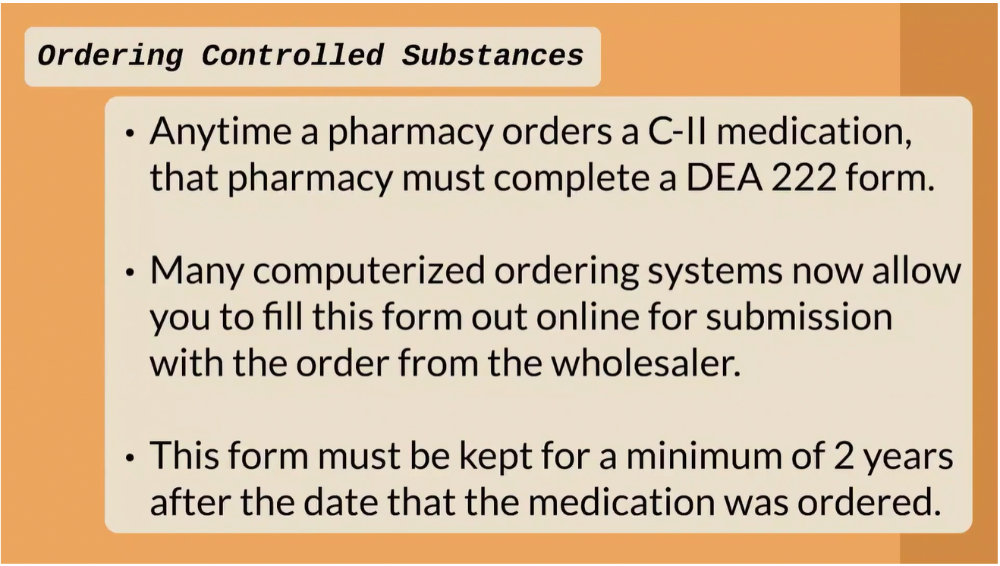 Ordering Controlled Substances
• Anytime a pharmacy orders a C-II medication,
that pharmacy must complete a DEA 222 form.
• Many computerized ordering systems now allow
you to fill this form out online for submission
with the order from the wholesaler.
• This form must be kept for a minimum of 2 years
after the date that the medication was ordered.